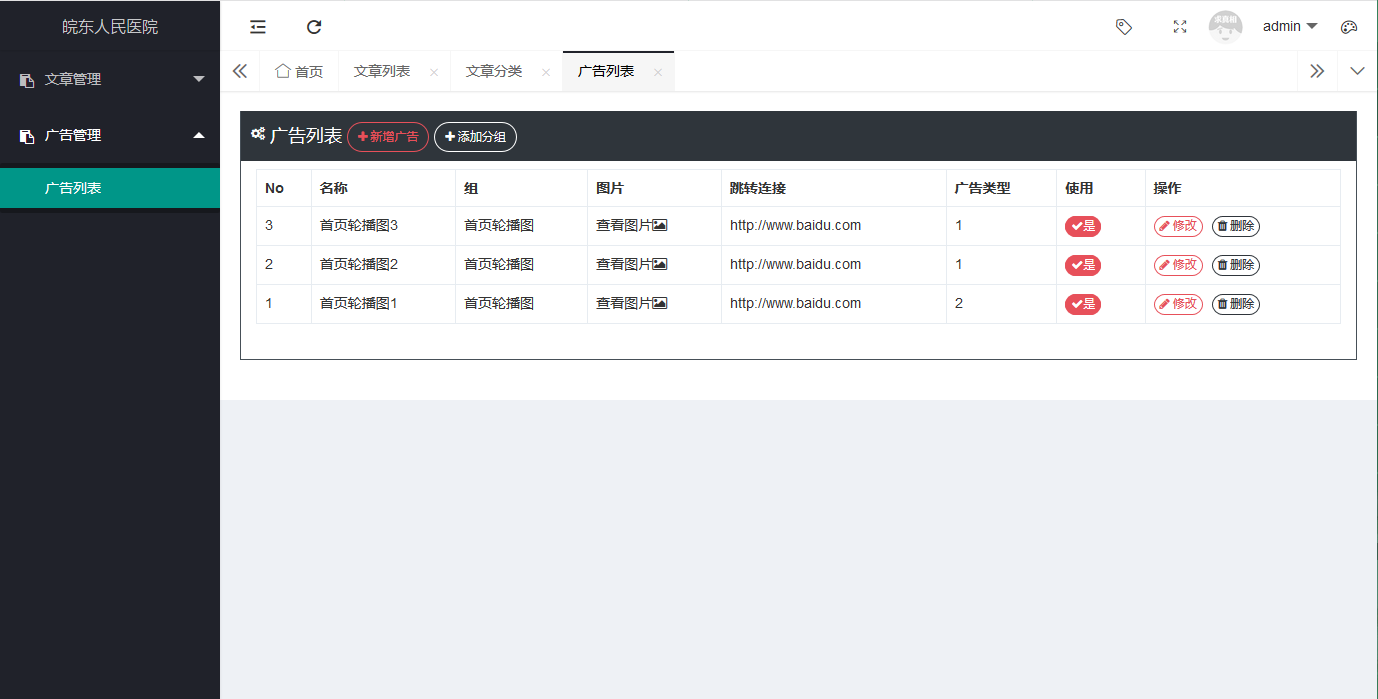 皖东人民医院
admin
文章管理
广告管理
广告列表
首页 文章列表 文章分类 广告列表
广告列表 新增广告 添加分组
No 名称 组 图片 跳转连接 广告类型 使用 操作
3 首页轮播图3 首页轮播图 查看图片 http://www.baidu.com 1 是 修改 删除
2 首页轮播图2 首页轮播图 查看图片 http://www.baidu.com 1 是 修改 删除
1 首页轮播图1 首页轮播图 查看图片 http://www.baidu.com 2 是 修改 删除